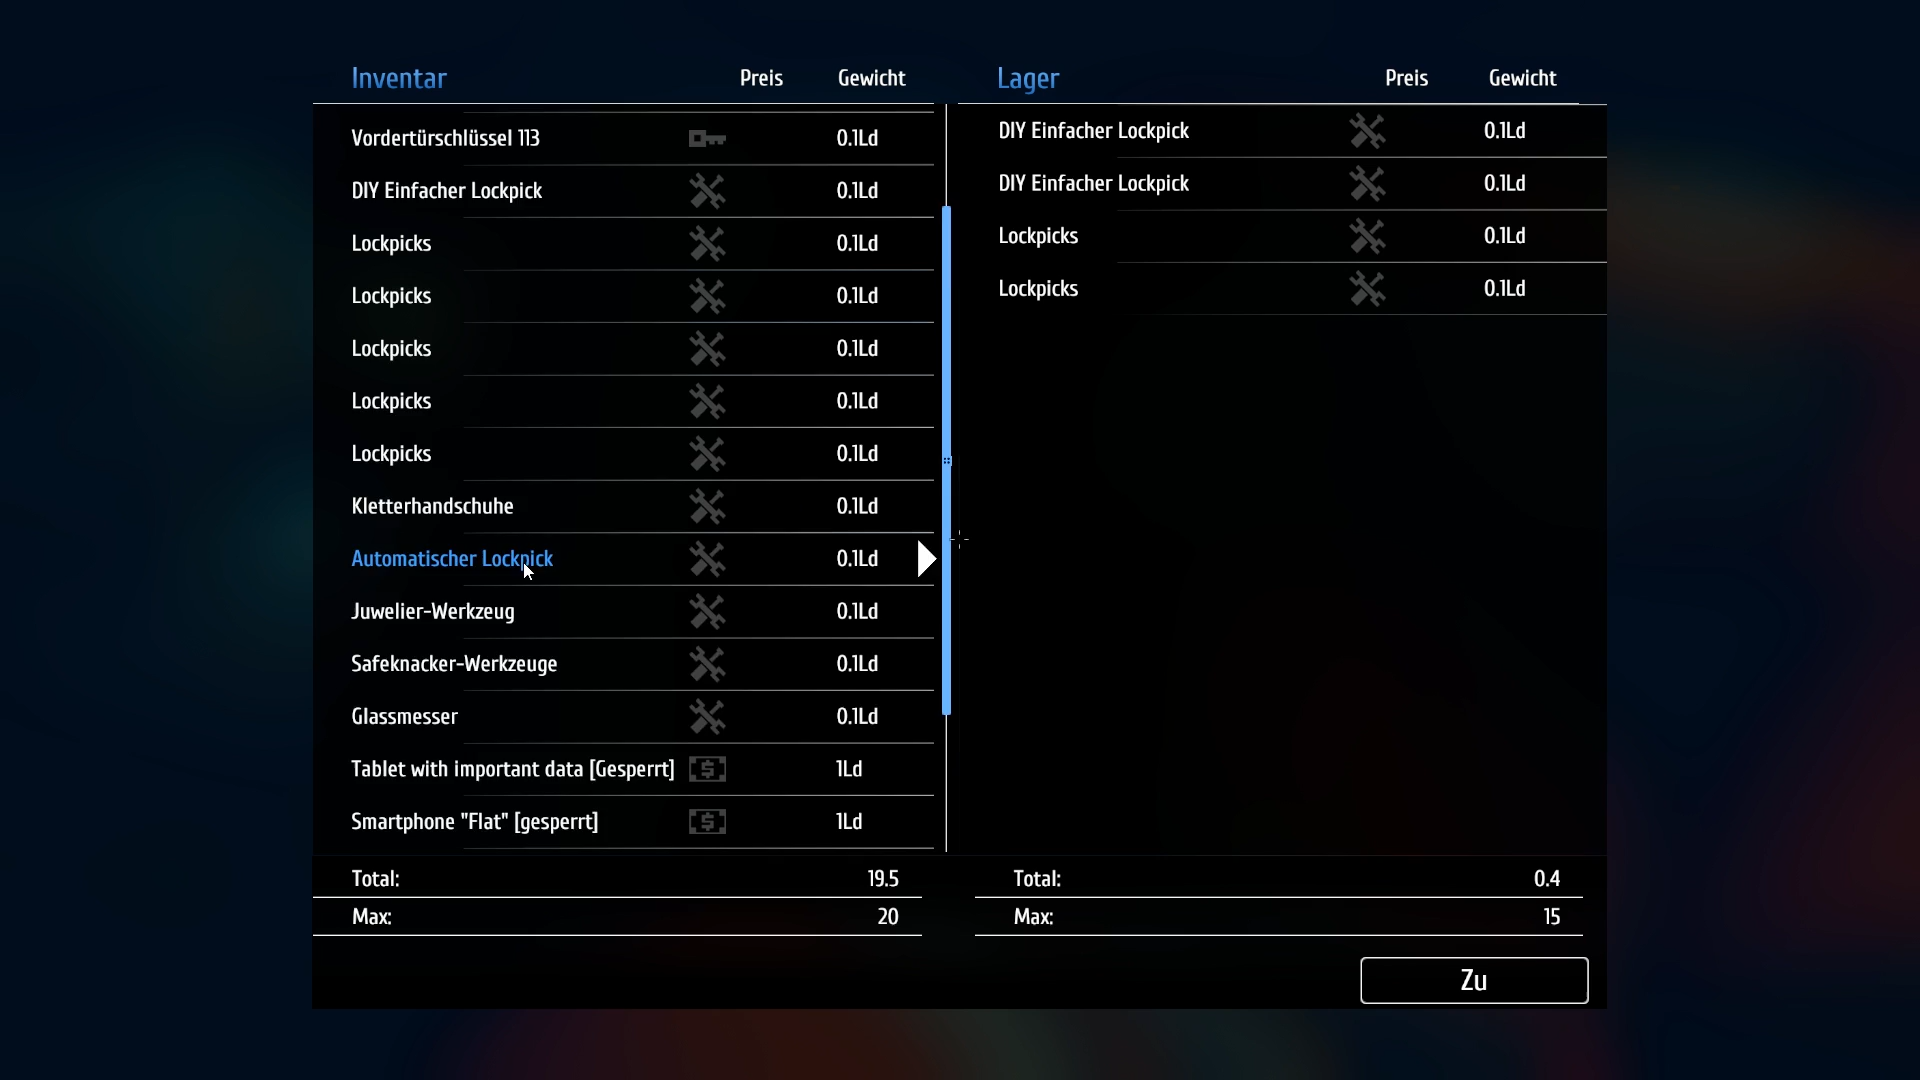 Inventar Preis Gewicht
Vordertürschlüssel 113 0.1Ld
DIY Einfacher Lockpick 0.1Ld
Lockpicks 0.1Ld
Lockpicks 0.1Ld
Lockpicks 0.1Ld
Lockpicks 0.1Ld
Lockpicks 0.1Ld
Kletterhandschuhe 0.1Ld
Automatischer Lockpick 0.1Ld
Juwelier-Werkzeug 0.1Ld
Safeknacker-Werkzeuge 0.1Ld
Glassmesser 0.1Ld
Tablet with important data [Gesperrt] 1Ld
Smartphone "Flat" [gesperrt] 1Ld
Total: 19.5
Max: 20
Lager Preis Gewicht
DIY Einfacher Lockpick 0.1Ld
DIY Einfacher Lockpick 0.1Ld
Lockpicks 0.1Ld
Lockpicks 0.1Ld
Total: 0.4
Max: 15
Zu